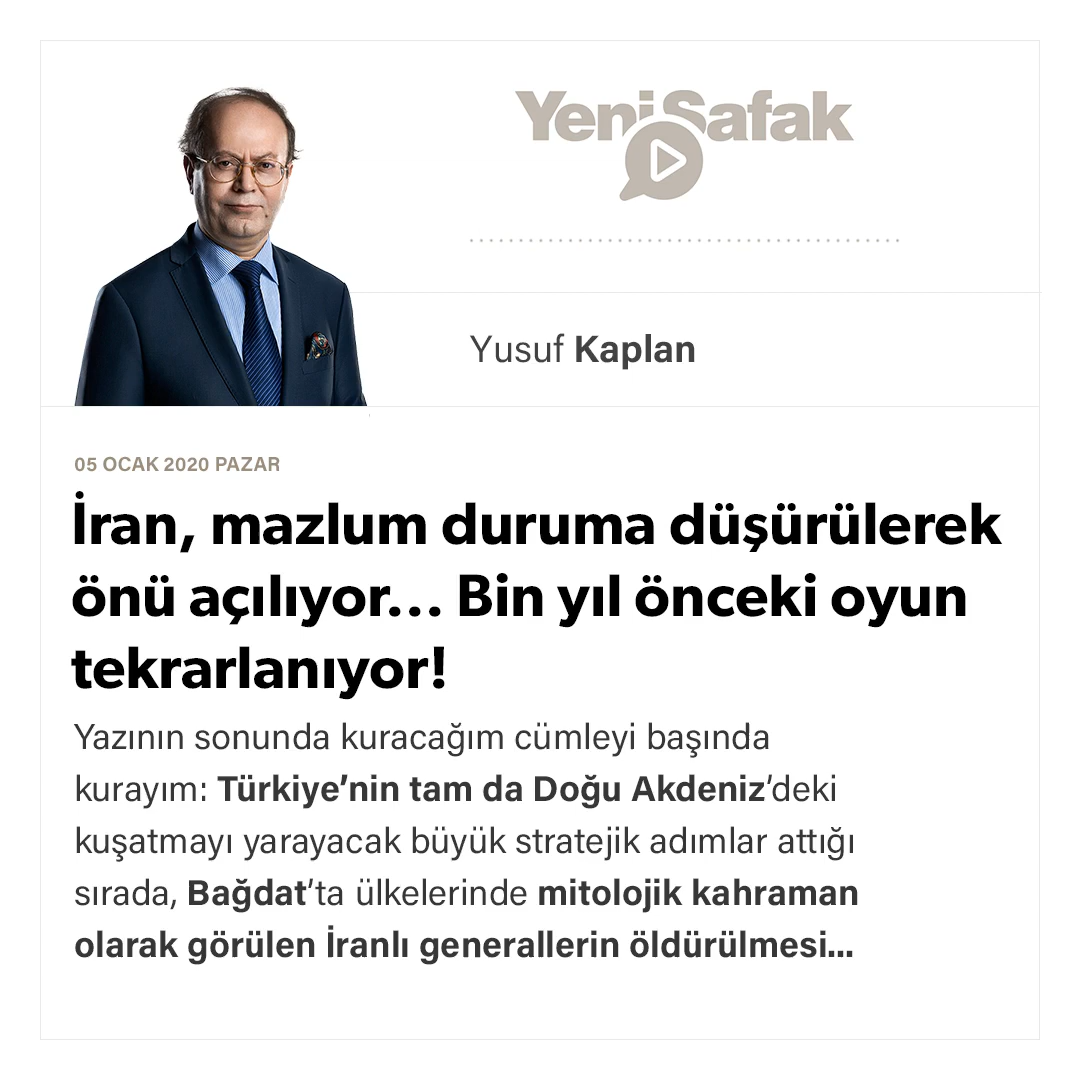 YeniSafak
Yusuf Kaplan
05 OCAK 2020 PAZAR
İran, mazlum duruma düşürülerek
önü açılıyor... Bin yıl önceki oyun
tekrarlanıyor!
Yazının sonunda kuracağım cümleyi başında
kurayım: Türkiye’nin tam da Doğu Akdeniz’deki
kuşatmayı yarayacak büyük stratejik adımlar attığı
sırada, Bağdat’ta ülkelerinde mitolojik kahraman
olarak görülen İranlı generallerin öldürülmesi...